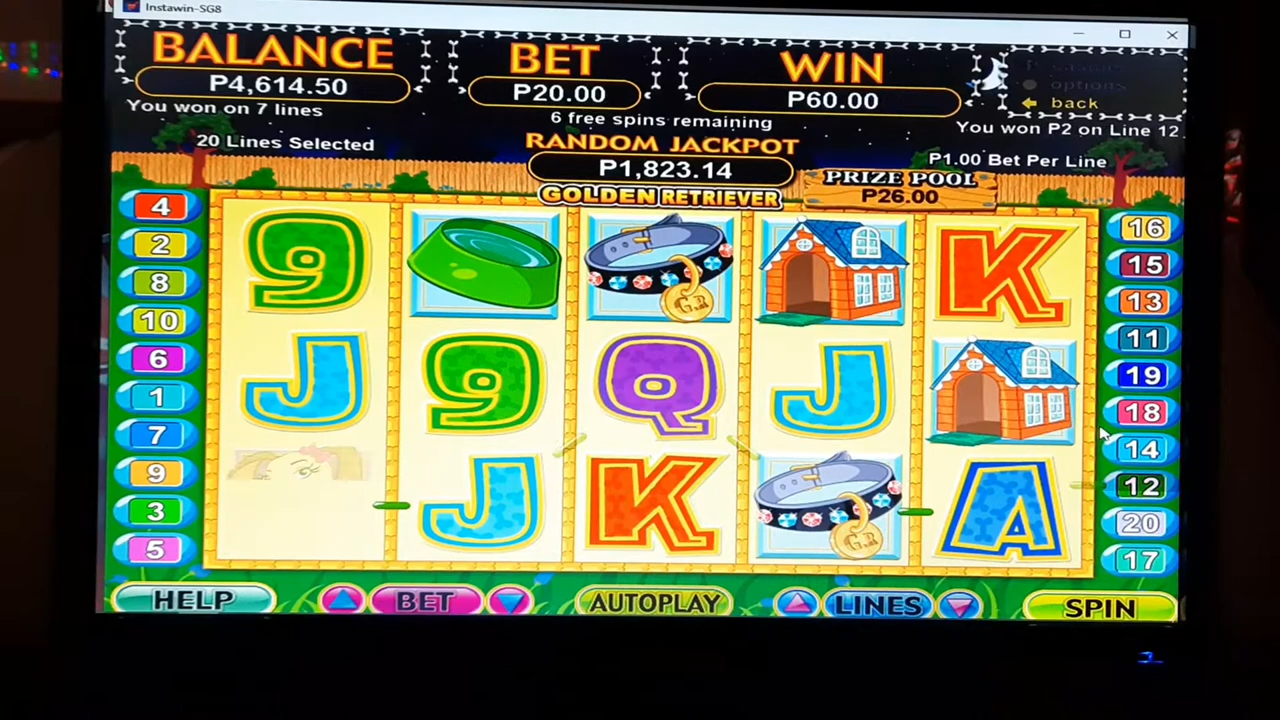 Instawin-SG8
BALANCE
P4,614.50
You won on 7 lines
BET
P20.00
6 free spins remaining
WIN
P60.00
options
back
You won P2 on Line 12
20 Lines Selected
RANDOM JACKPOT
P1,823.14
P1.00 Bet Per Line
GOLDEN RETRIEVER
PRIZE POOL
P26.00
4
2
8
10
6
1
7
9
3
5
9
K
J
9
Q
J
J
K
A
G.R
G.R
16
15
13
11
19
18
14
12
20
17
HELP
BET
AUTOPLAY
LINES
SPIN